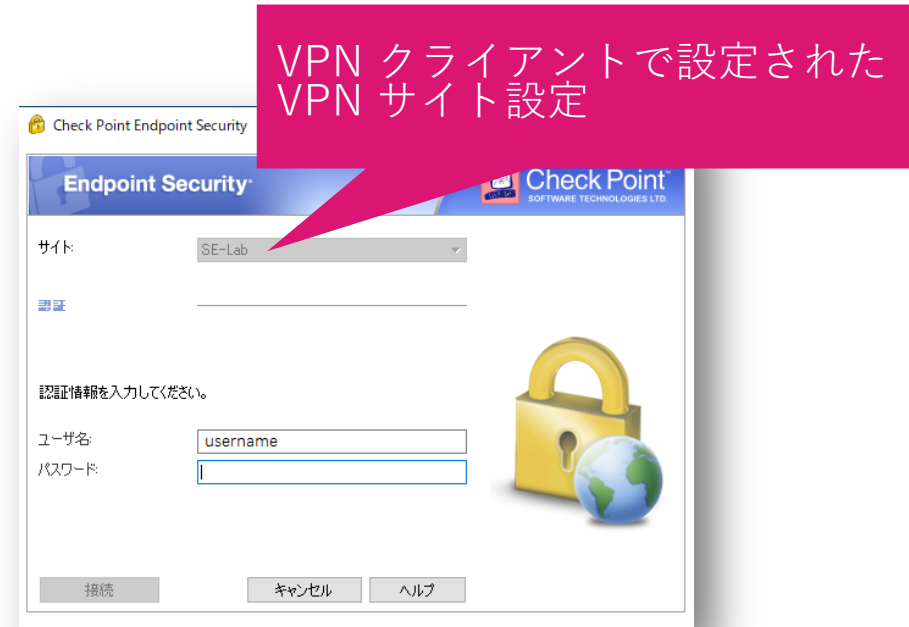 VPN クライアントで設定された
VPN サイト設定
Check Point Endpoint Security
Endpoint Security
Check Point™
SOFTWARE TECHNOLOGIES LTD.
サイト:
SE-Lab
認証
認証情報を入力してください。
ユーザ名:
username
パスワード:
接続
キャンセル
ヘルプ